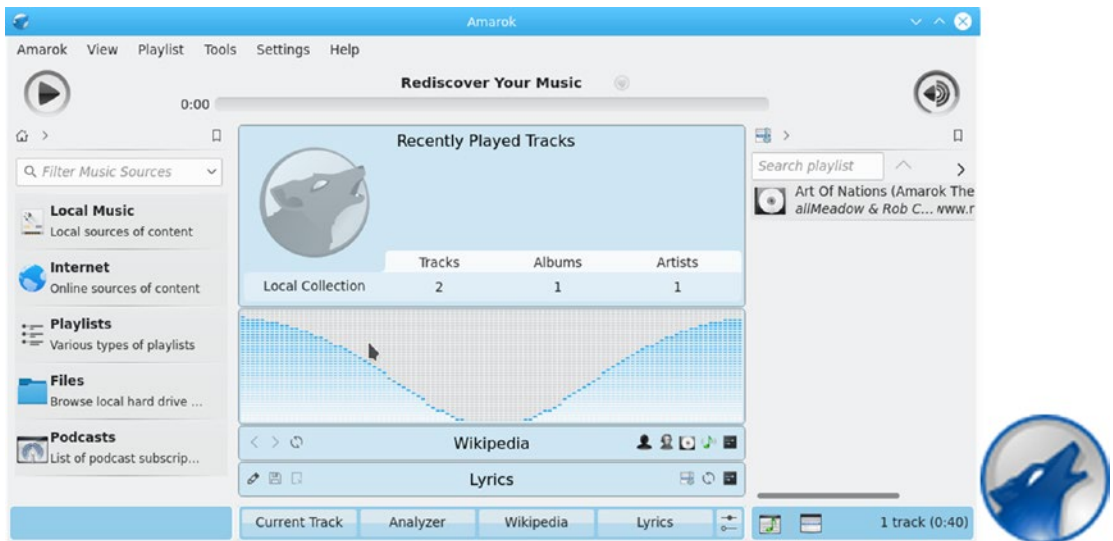 Amarok
Amarok View Playlist Tools Settings Help
Rediscover Your Music
0:00
Filter Music Sources
Local Music
Local sources of content
Internet
Online sources of content
Playlists
Various types of playlists
Files
Browse local hard drive ...
Podcasts
List of podcast subscrip...
Recently Played Tracks
Tracks Albums Artists
Local Collection 2 1 1
Wikipedia
Lyrics
Current Track Analyzer Wikipedia Lyrics
Search playlist
Art Of Nations (Amarok The
allMeadow & Rob C...
1 track (0:40)